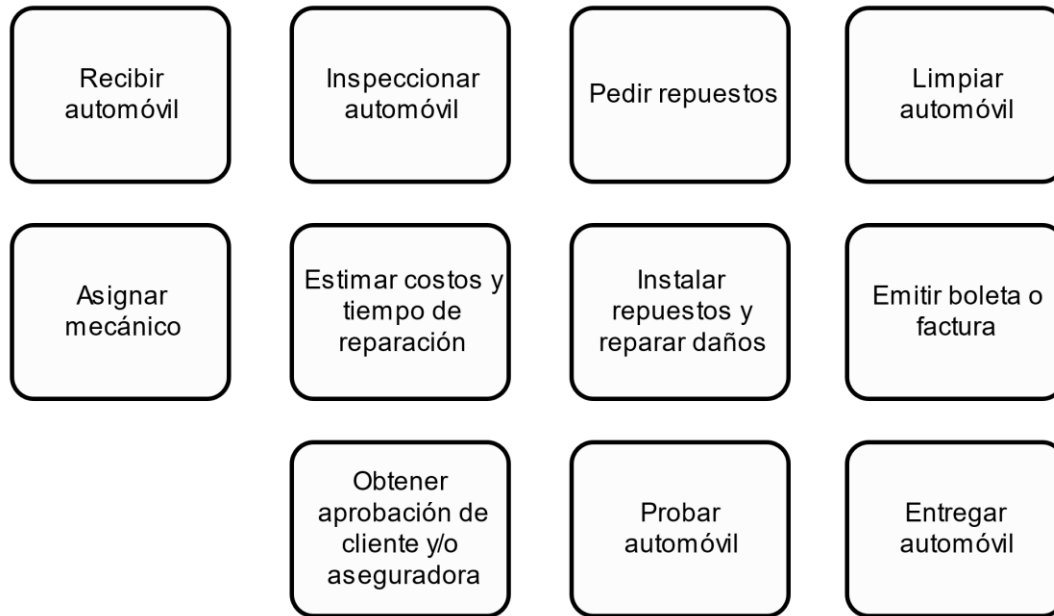 Recibir
automóvil
Inspeccionar
automóvil
Pedir repuestos
Limpiar
automóvil
Asignar
mecánico
Estimar costos y
tiempo de
reparación
Instalar
repuestos y
reparar daños
Emitir boleta o
factura
Obtener
aprobación de
cliente y/o
aseguradora
Probar
automóvil
Entregar
automóvil